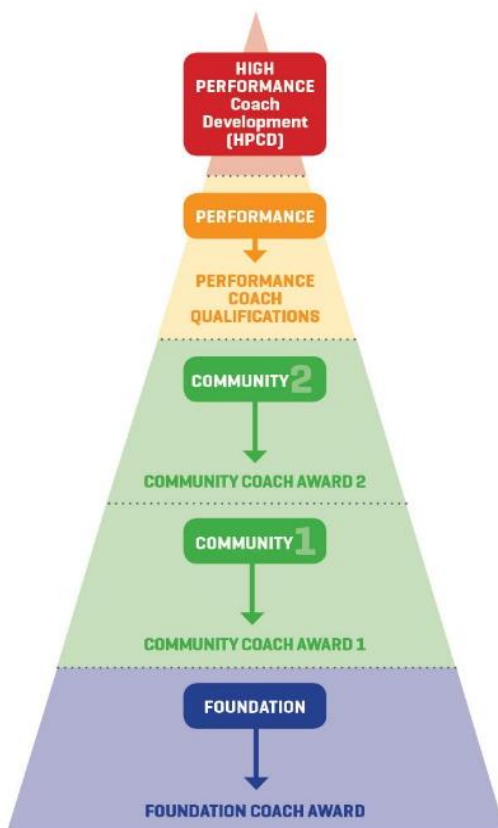 HIGH
PERFORMANCE
Coach
Development
(HPCD)
PERFORMANCE
PERFORMANCE
COACH
QUALIFICATIONS
COMMUNITY 2
COMMUNITY COACH AWARD 2
COMMUNITY 1
COMMUNITY COACH AWARD 1
FOUNDATION
FOUNDATION COACH AWARD